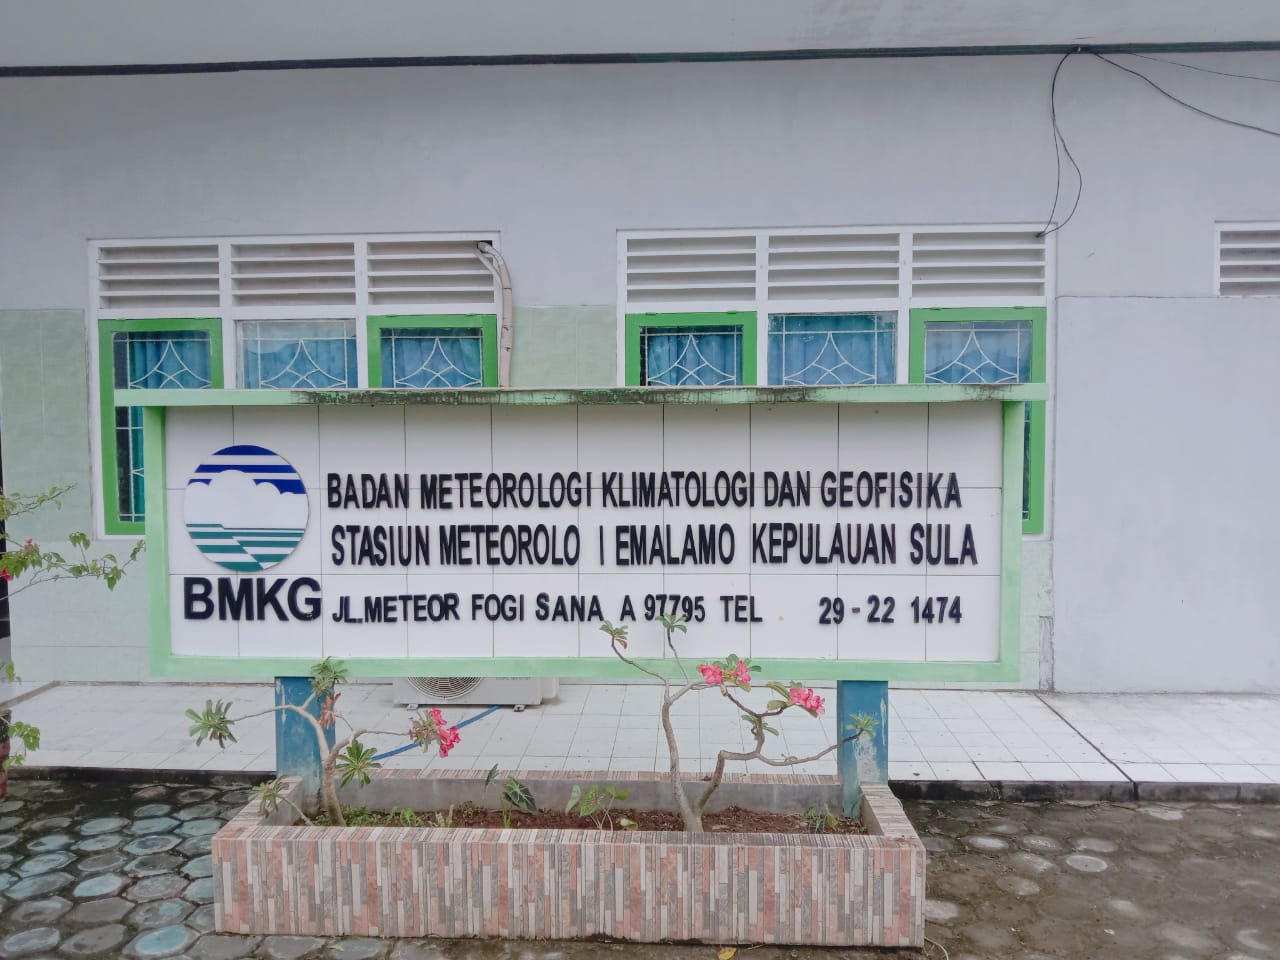 BADAN METEOROLOGI KLIMATOLOGI DAN GEOFISIKA
STASIUN METEOROLO I EMALAMO KEPULAUAN SULA
BMKG
JL.METEOR FOGI SANA A 97795 TEL 29-22 1474